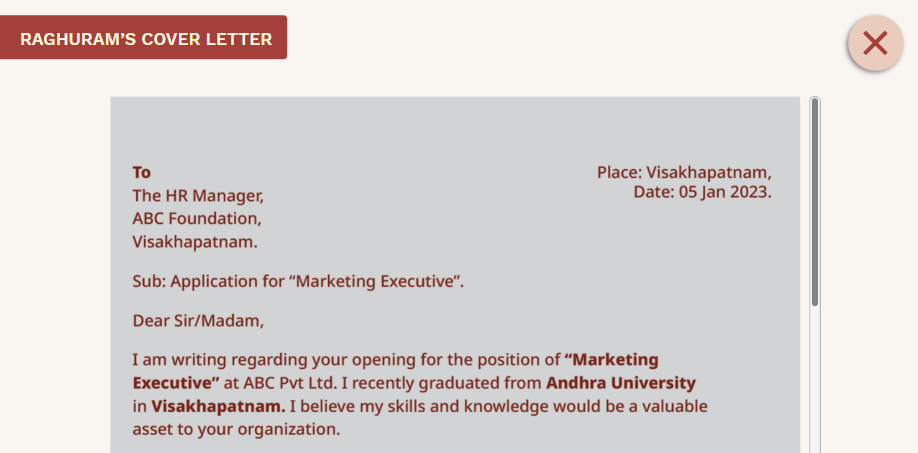 RAGHURAM’S COVER LETTER
To
Place: Visakhapatnam,
The HR Manager,
Date: 05 Jan 2023.
ABC Foundation,
Visakhapatnam.
Sub: Application for “Marketing Executive”.
Dear Sir/Madam,
I am writing regarding your opening for the position of “Marketing
Executive” at ABC Pvt Ltd. I recently graduated from Andhra University
in Visakhapatnam. I believe my skills and knowledge would be a valuable
asset to your organization.